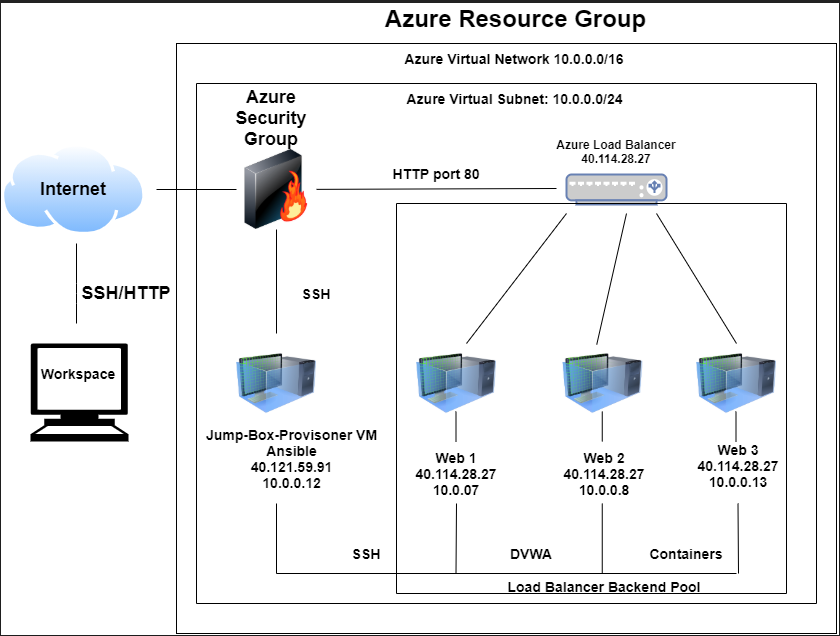 Azure Resource Group
Azure Virtual Network 10.0.0.0/16
Azure Virtual Subnet: 10.0.0.0/24
Azure
Security
Group
Azure Load Balancer
40.114.28.27
HTTP port 80
Internet
SSH/HTTP
SSH
Workspace
Jump-Box-Provisoner VM
Ansible
40.121.59.91
10.0.0.12
Web 1
40.114.28.27
10.0.07
Web 2
40.114.28.27
10.0.0.8
Web 3
40.114.28.27
10.0.0.13
SSH
DVWA
Containers
Load Balancer Backend Pool